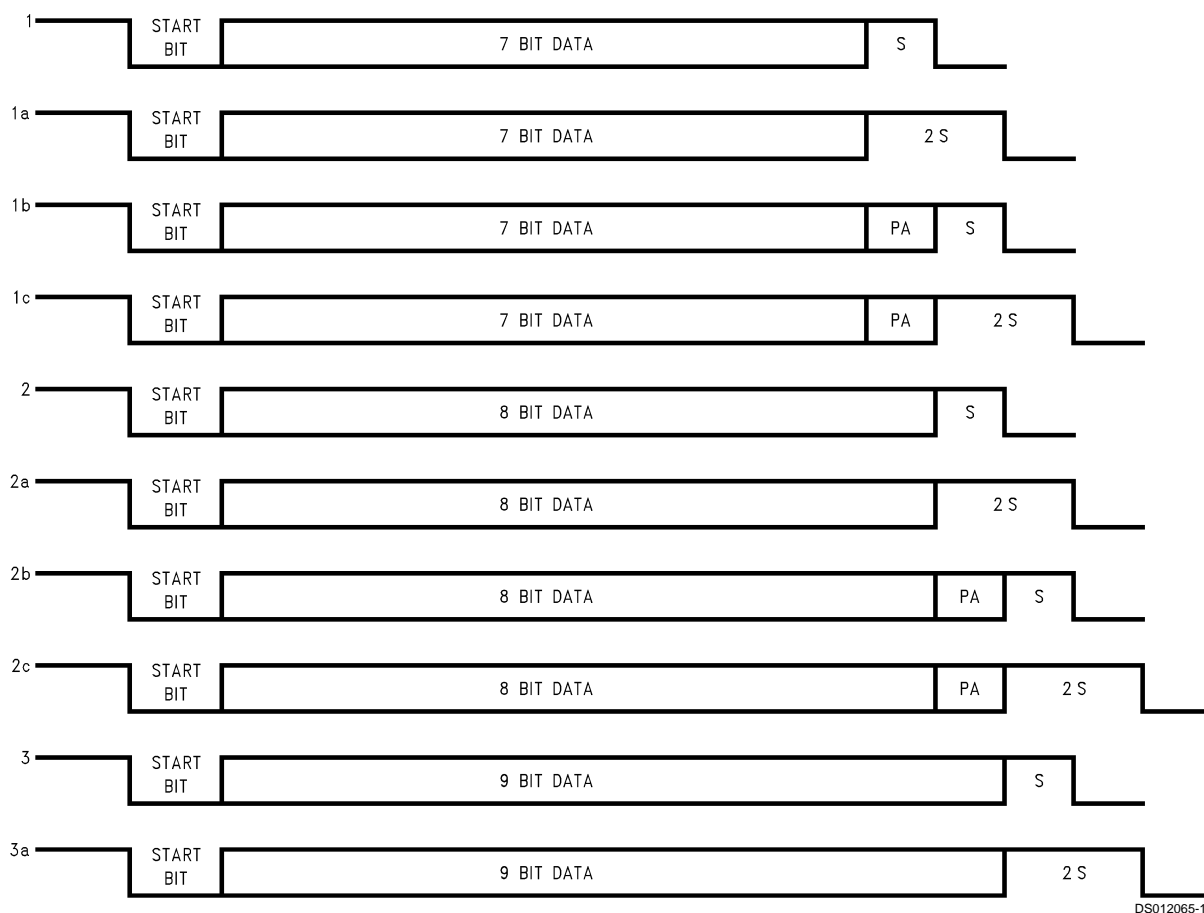 1 START BIT 7 BIT DATA S
1a START BIT 7 BIT DATA 2 S
1b START BIT 7 BIT DATA PA S
1c START BIT 7 BIT DATA PA 2 S
2 START BIT 8 BIT DATA S
2a START BIT 8 BIT DATA 2 S
2b START BIT 8 BIT DATA PA S
2c START BIT 8 BIT DATA PA 2 S
3 START BIT 9 BIT DATA S
3a START BIT 9 BIT DATA 2 S
DS012065-1